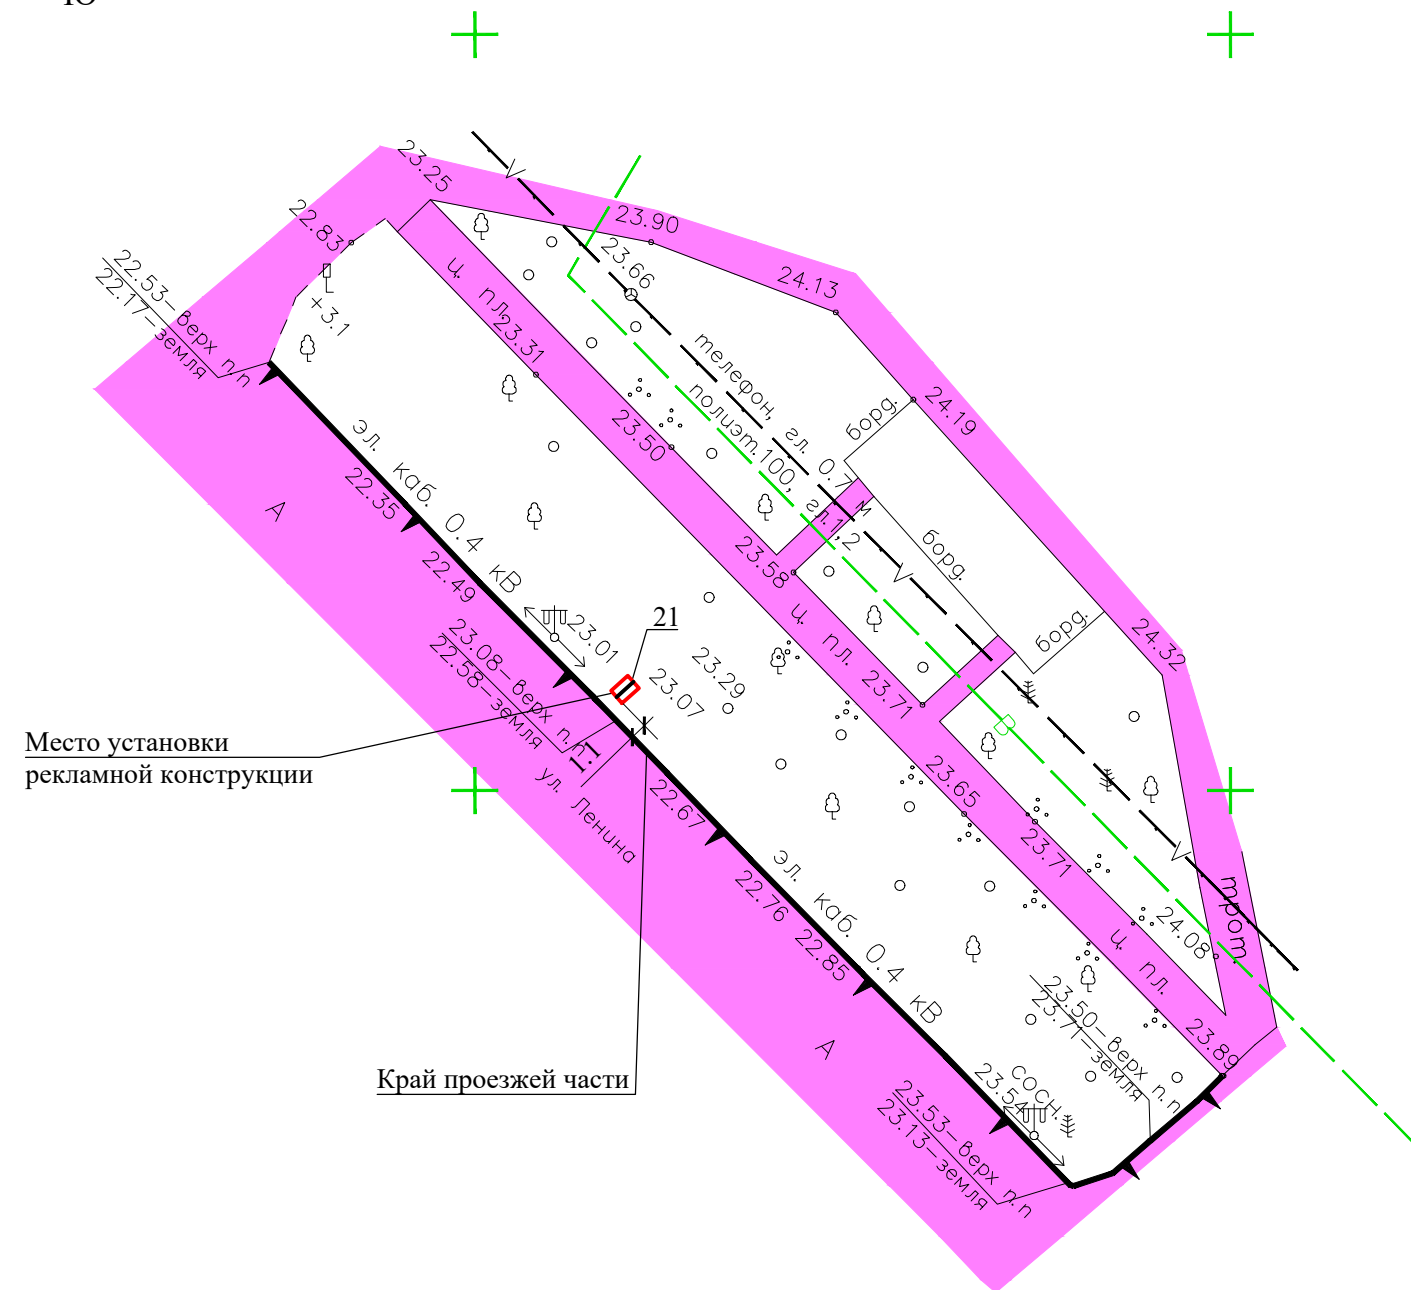 23.25
22.83
23.90
23.66
24.13
22.53–верх п.п
22.17–земля
+3.1
ц. пл.
23.31
телефон, гл. 0.7 м
полиэт.100, гл.1,2
борд.
24.19
23.50
эл. каб. 0.4 кВ
22.35
А
22.49
23.58
борд.
борд.
24.32
ц. пл.
23.01
21
23.29
23.07
23.71
23.08–верх п.п
22.58–земля
В
Место установки
рекламной конструкции
1.1
ул. Ленина
22.67
23.65
23.71
эл. каб. 0.4 кВ
22.76
22.85
трот
24.08
ц. пл.
А
23.50–верх п.п
23.71–земля
23.89
Край проезжей части
сосн.
23.54
23.53–верх п.п
23.13–земля